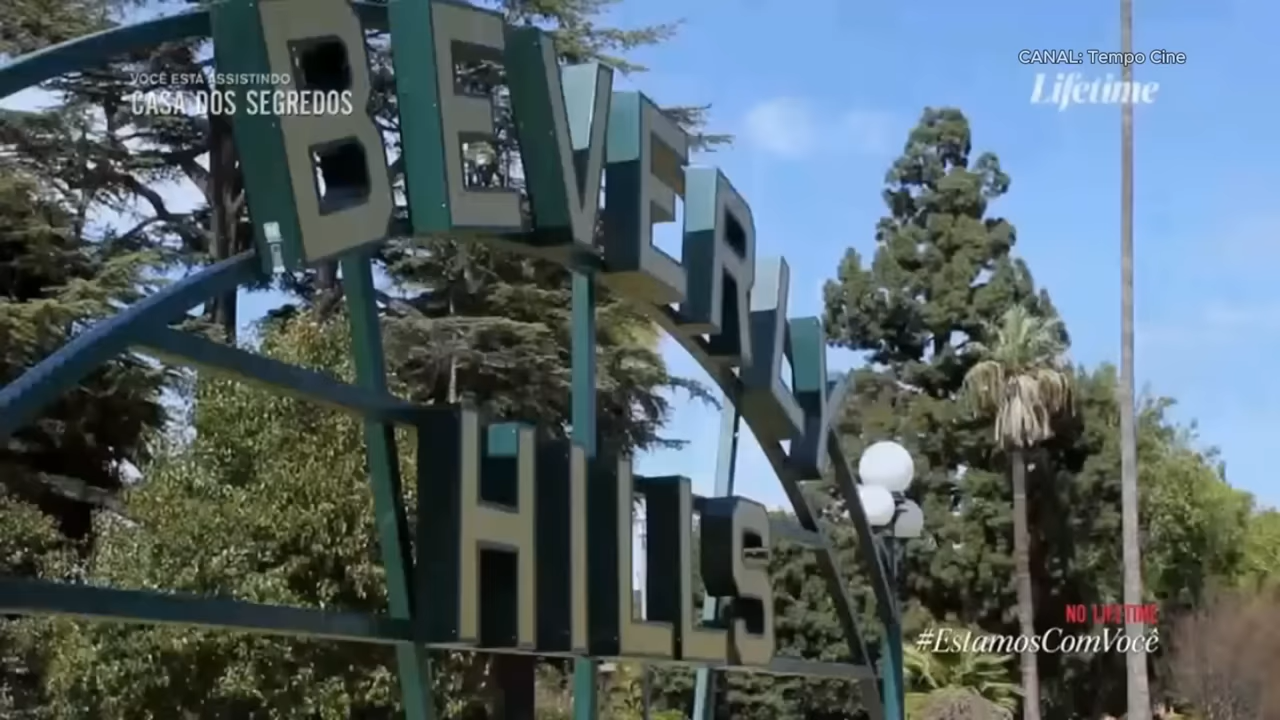 VOCÊ ESTÁ ASSISTINDO
CASA DOS SEGREDOS
CANAL: Tempo Cine
Lifetime
BEVERLY
HILLS
NO LIFETIME
#EstamosComVocê